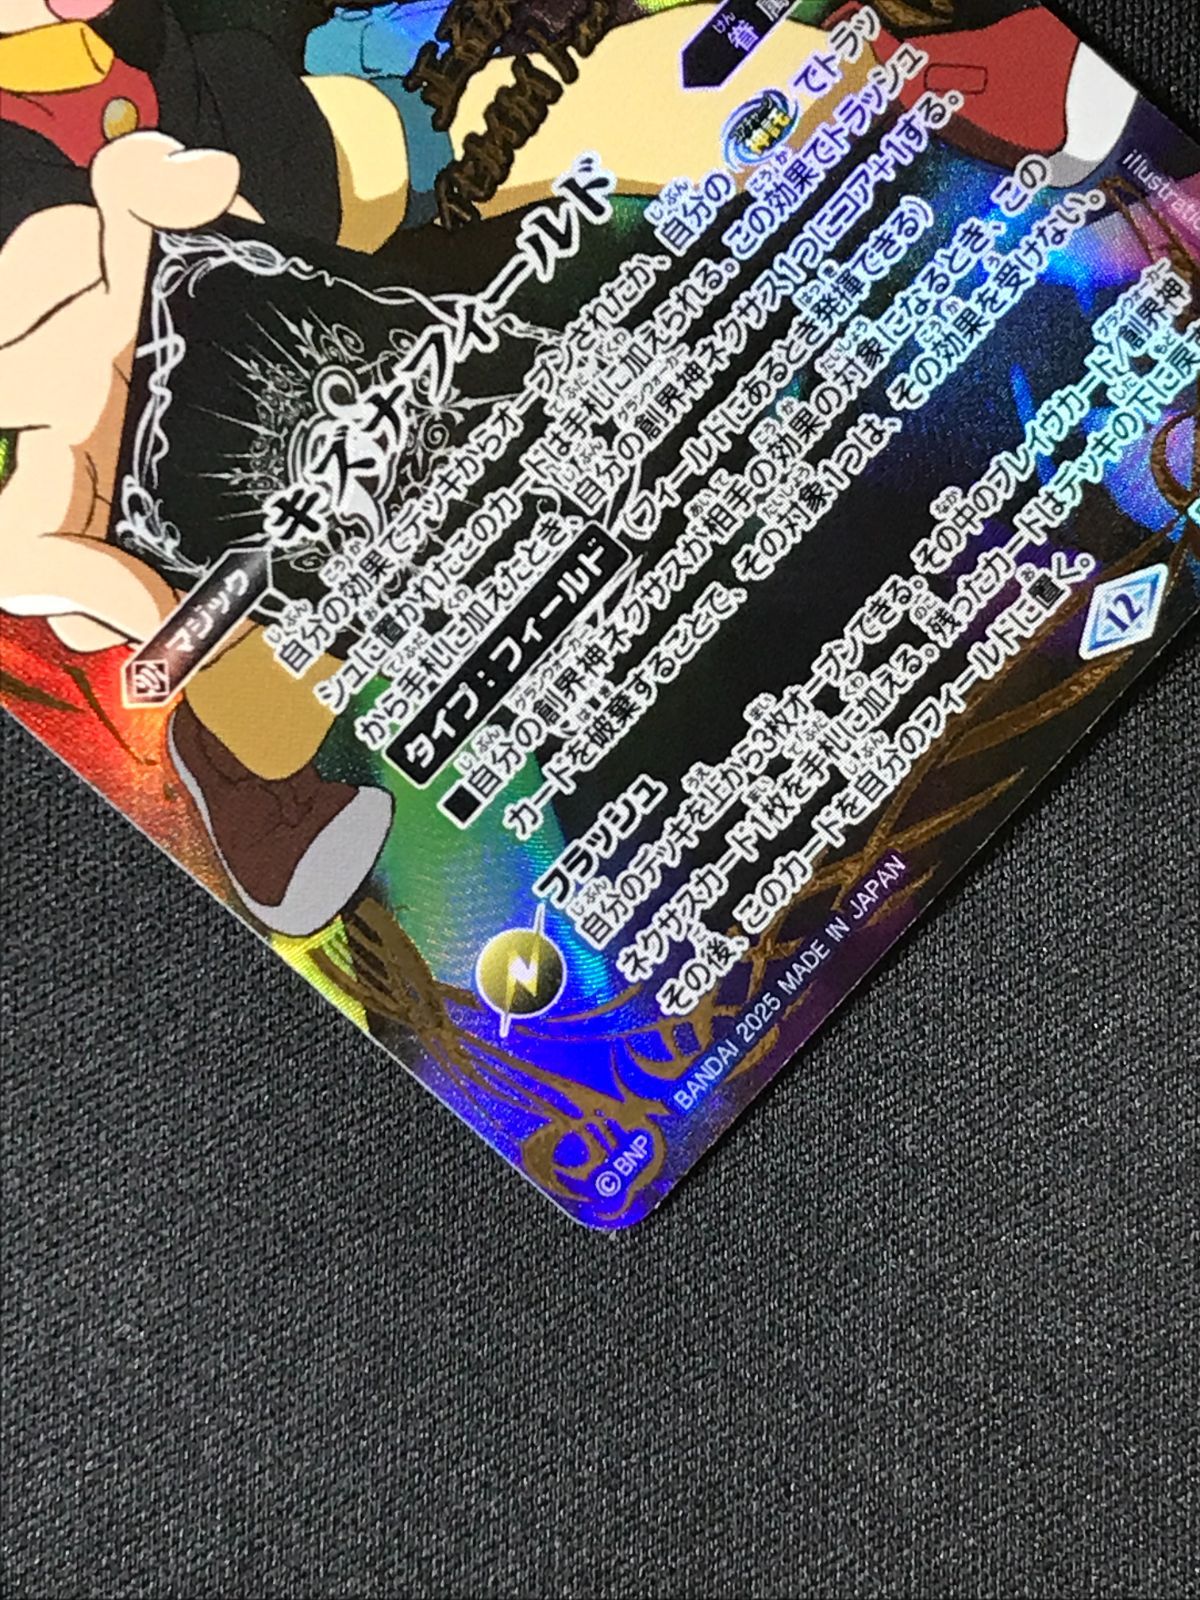 眷属
キズナフィールド
マジック
自分の効果でデッキからオープンされたか、自分の神託でトラッ
シュに置かれたこのカードは手札に加えられる。この効果でトラッシュ
から手札に加えたとき、自分の創界神ネクサス1つにコア+1する。
タイプ:フィールド (フィールドにあるとき発揮できる)
■自分の創界神ネクサスが相手の効果の対象になるとき、この
カードを破棄することで、その対象1つは、その効果を受けない。
フラッシュ
自分のデッキを上から3枚オープンできる。その中のブレイヴカード/創界神
ネクサスカード1枚を手札に加える。残ったカードはデッキの下に戻
その後、このカードを自分のフィールドに置く。
12
BANDAI 2025 MADE IN JAPAN
©BNP